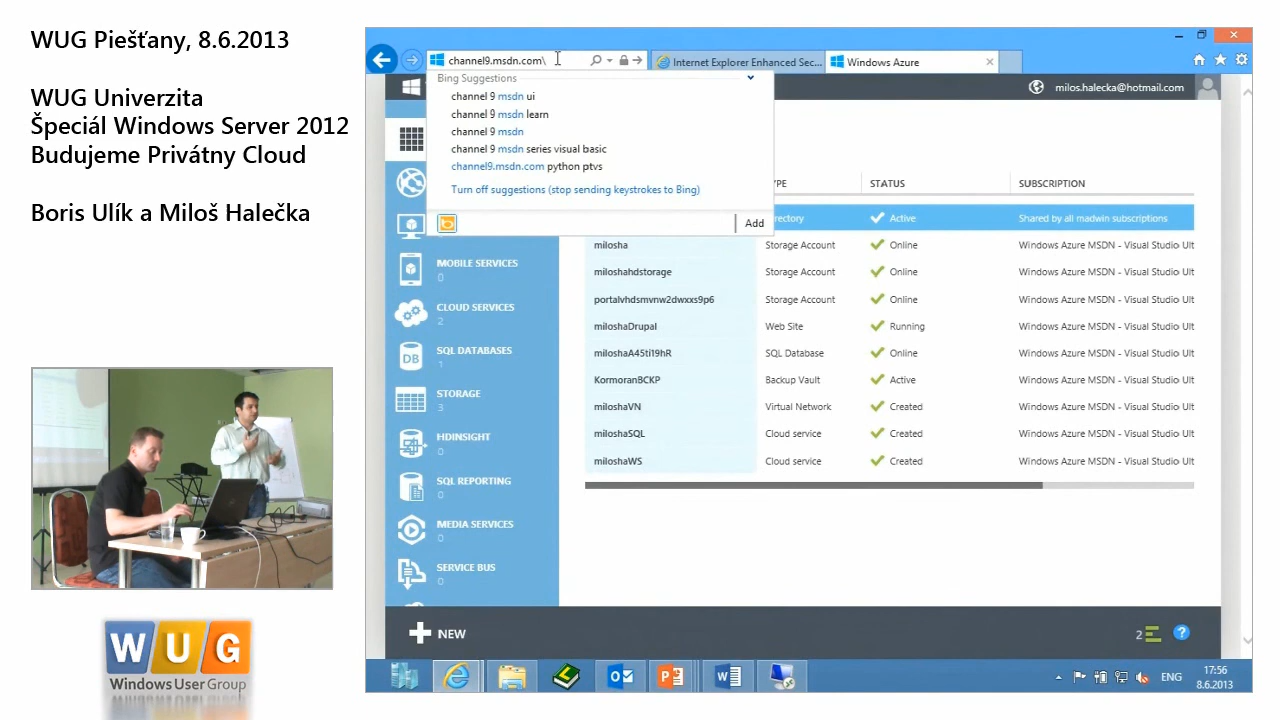 WUG Piešťany, 8.6.2013
WUG Univerzita
Špeciál Windows Server 2012
Budujeme Privátny Cloud
Boris Ulík a Miloš Halečka
WUG
Windows User Group
channel9.msdn.com\
Internet Explorer Enhanced Sec...
Windows Azure
Bing Suggestions
channel 9 msdn ui
channel 9 msdn learn
channel 9 msdn
channel 9 msdn series visual basic
channel9.msdn.com python ptvs
Turn off suggestions (stop sending keystrokes to Bing)
Add
milos.halecka@hotmail.com
YPE STATUS SUBSCRIPTION
rectory Active Shared by all madwin subscriptions
milosha Storage Account Online Windows Azure MSDN - Visual Studio Ult
miloshahdstorage Storage Account Online Windows Azure MSDN - Visual Studio Ult
portalvhdsmvnw2dwxxs9p6 Storage Account Online Windows Azure MSDN - Visual Studio Ult
miloshaDrupal Web Site Running Windows Azure MSDN - Visual Studio Ult
miloshaA45ti19hR SQL Database Online Windows Azure MSDN - Visual Studio Ult
KormoranBCKP Backup Vault Active Windows Azure MSDN - Visual Studio Ult
miloshaVN Virtual Network Created Windows Azure MSDN - Visual Studio Ult
miloshaSQL Cloud service Created Windows Azure MSDN - Visual Studio Ult
miloshaWS Cloud service Created Windows Azure MSDN - Visual Studio Ult
MOBILE SERVICES
0
CLOUD SERVICES
2
DB
SQL DATABASES
1
STORAGE
3
HDINSIGHT
0
SQL REPORTING
0
MEDIA SERVICES
0
SERVICE BUS
0
NEW
2
?
ENG
17:56
8.6.2013